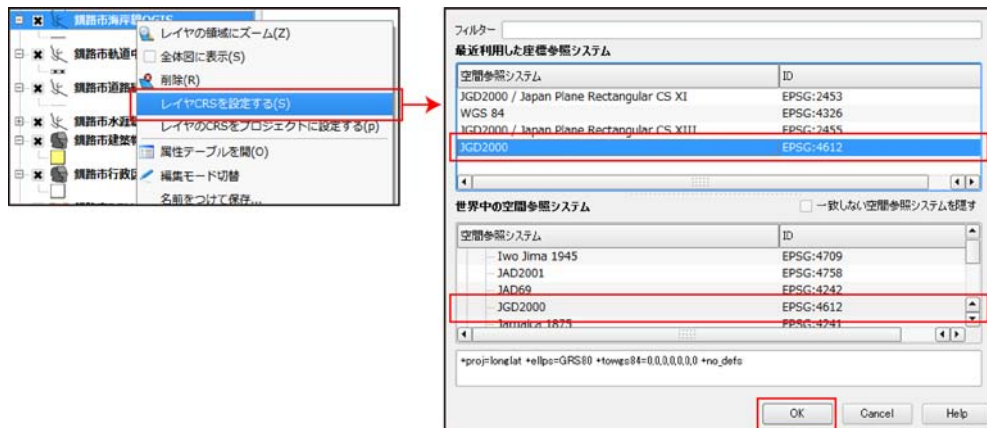 釧路市海岸線QGIS
レイヤの領域にズーム(Z)
釧路市軌道中
全体図に表示(S)
削除(R)
釧路市道路
レイヤCRSを設定する(S)
釧路市水涯
レイヤのCRSをプロジェクトに設定する(p)
釧路市建築物
属性テーブルを開(O)
編集モード切替
釧路市行政区
名前をつけて保存...
フィルター
最近利用した座標参照システム
空間参照システム ID
JGD2000 / Japan Plane Rectangular CS XI EPSG:2453
WGS 84 EPSG:4326
JGD2000 / Japan Plane Rectangular CS XIII EPSG:2455
JGD2000 EPSG:4612
世界中の空間参照システム 一致しない空間参照システムを隠す
空間参照システム ID
Iwo Jima 1945 EPSG:4709
JAD2001 EPSG:4758
JAD69 EPSG:4242
JGD2000 EPSG:4612
Jamaica 1875 EPSG:4241
+proj=longlat +ellps=GRS80 +towgs84=0,0,0,0,0,0,0 +no_defs
OK Cancel Help